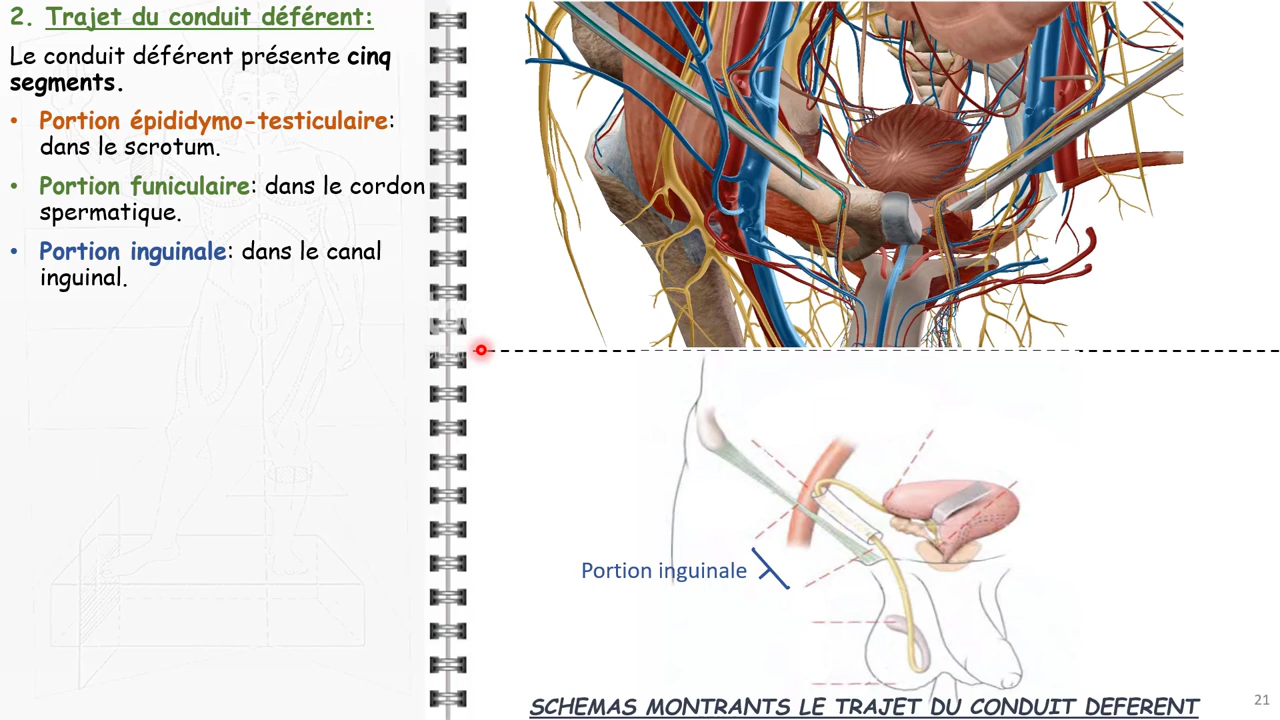 2. Trajet du conduit déférent:
Le conduit déférent présente cinq
segments.
• Portion épididymo-testiculaire:
dans le scrotum.
• Portion funiculaire: dans le cordon
spermatique.
• Portion inguinale: dans le canal
inguinal.
Portion inguinale
SCHEMAS MONTRANTS LE TRAJET DU CONDUIT DEFERENT
21